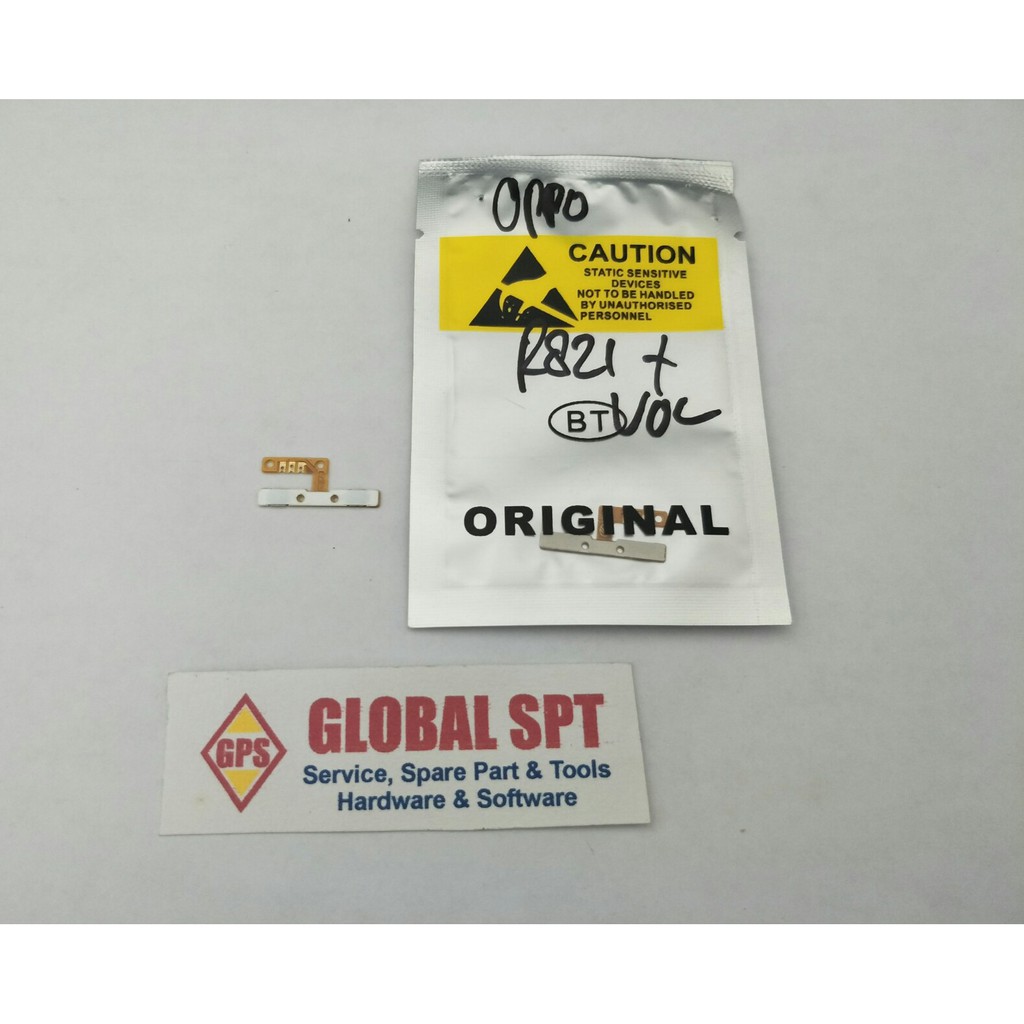 OPPO
CAUTION
STATIC SENSITIVE
DEVICES
NOT TO BE HANDLED
BY UNAUTHORISED
PERSONNEL
R821 +
BT VOL
ORIGINAL
GPS
GLOBAL SPT
Service, Spare Part & Tools
Hardware & Software